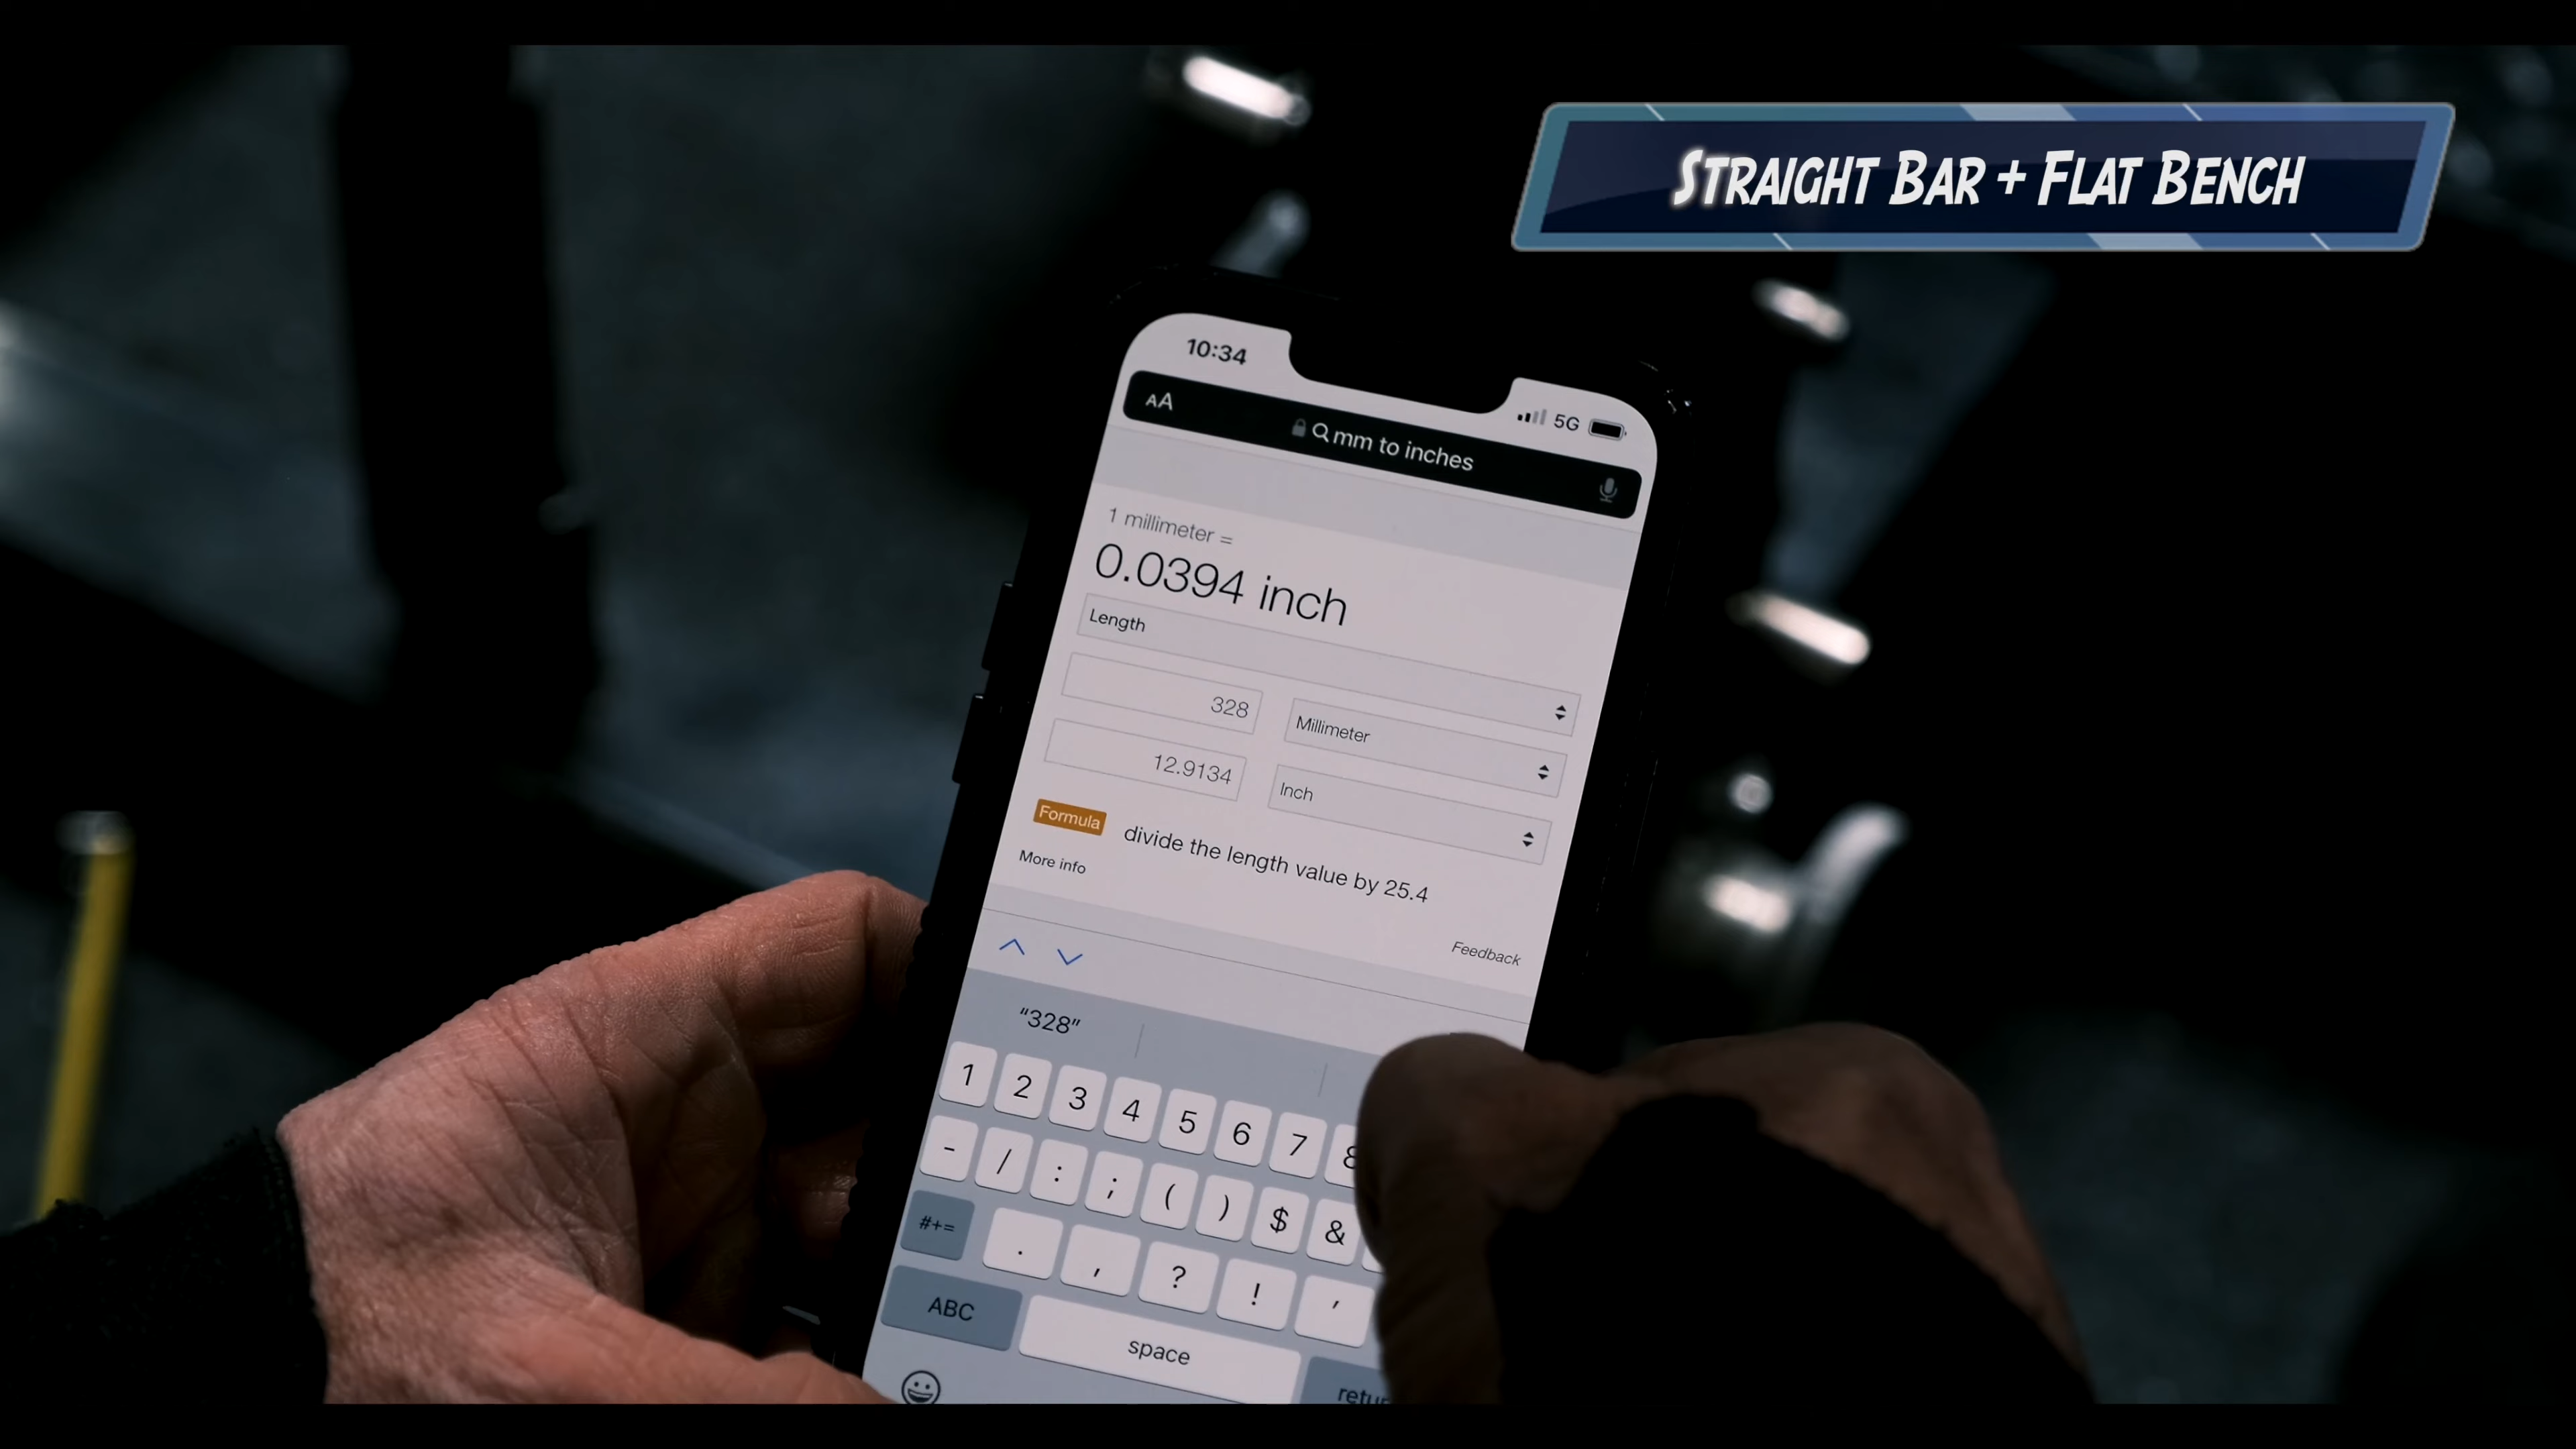 STRAIGHT BAR + FLAT BENCH
10:34
5G
AA
mm to inches
1 millimeter =
0.0394 inch
Length
328
Millimeter
12.9134
Inch
Formula
divide the length value by 25.4
More info
Feedback
"328"
1 2 3 4 5 6 7 8
- / : ; ( ) $ &
#+= . , ? ! '
ABC space